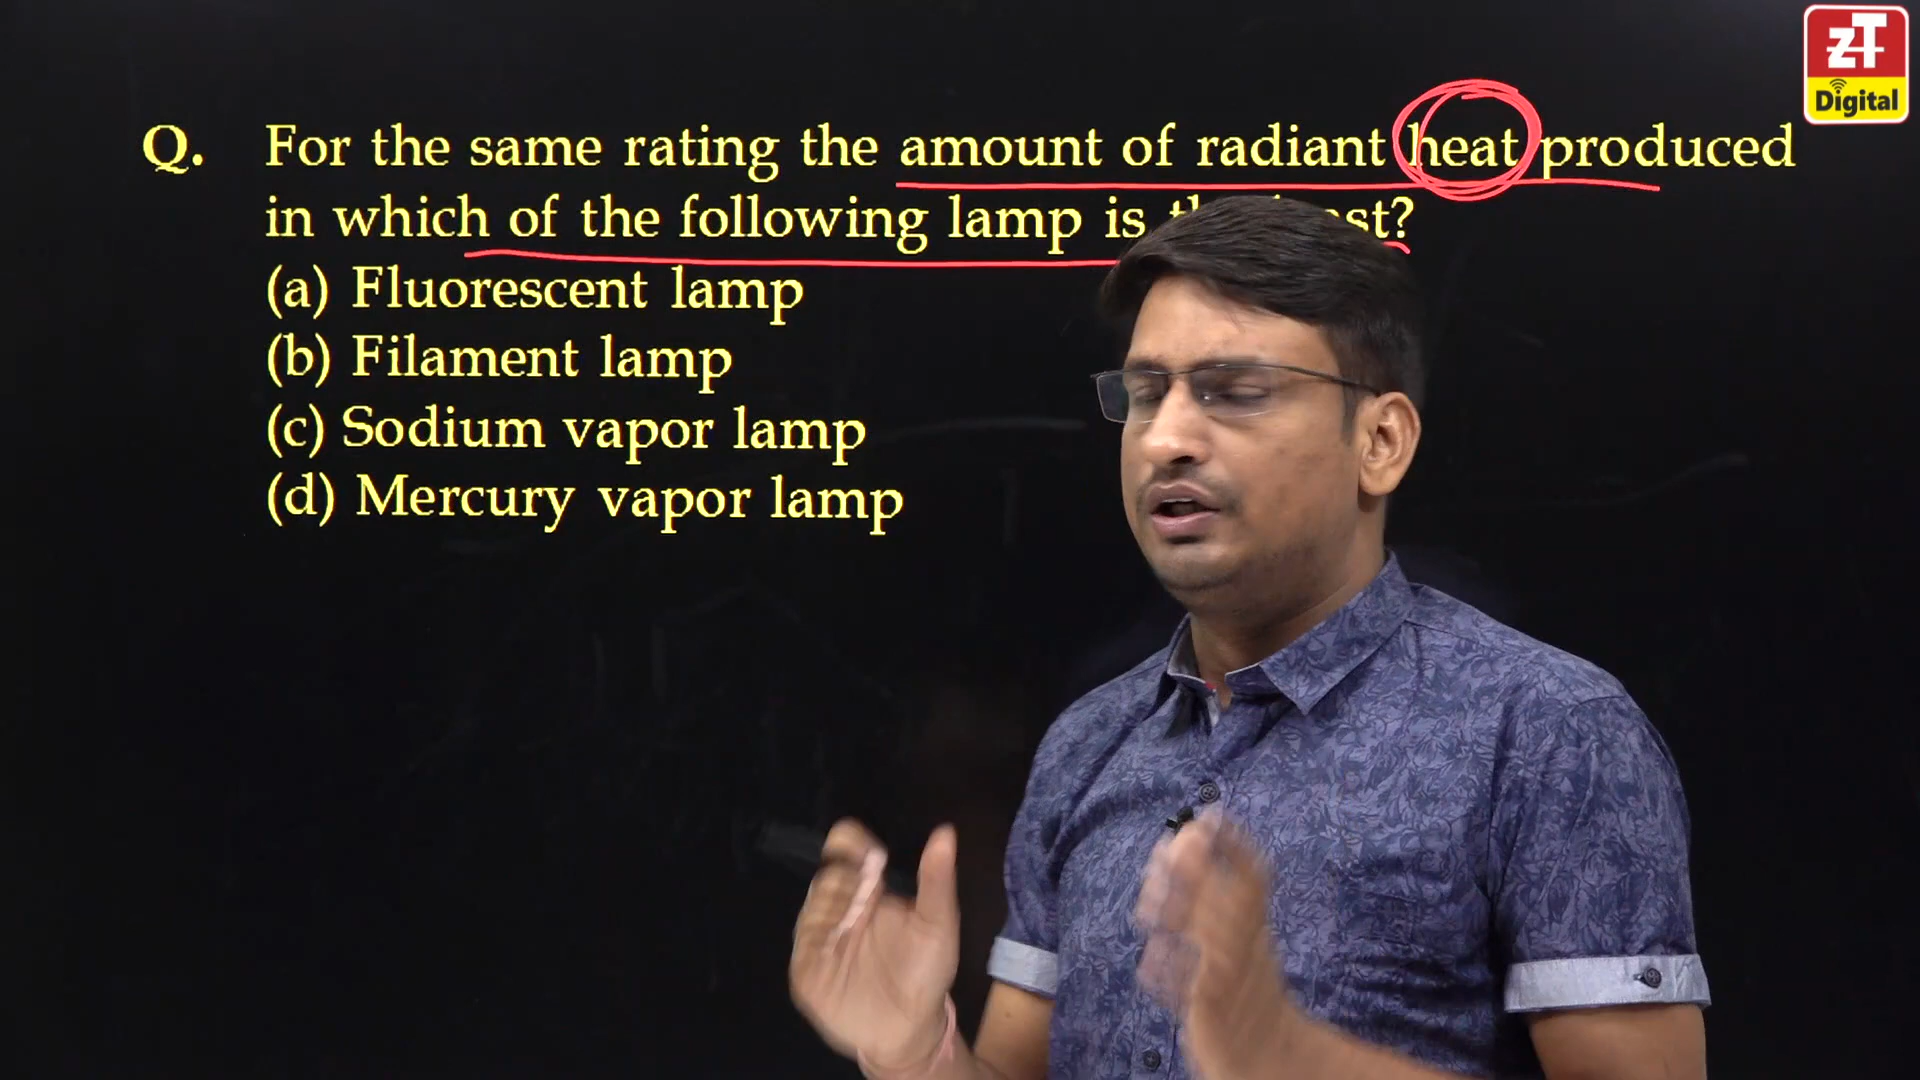 zT
Digital
Q. For the same rating the amount of radiant heat produced
in which of the following lamp is
(a) Fluorescent lamp
(b) Filament lamp
(c) Sodium vapor lamp
(d) Mercury vapor lamp